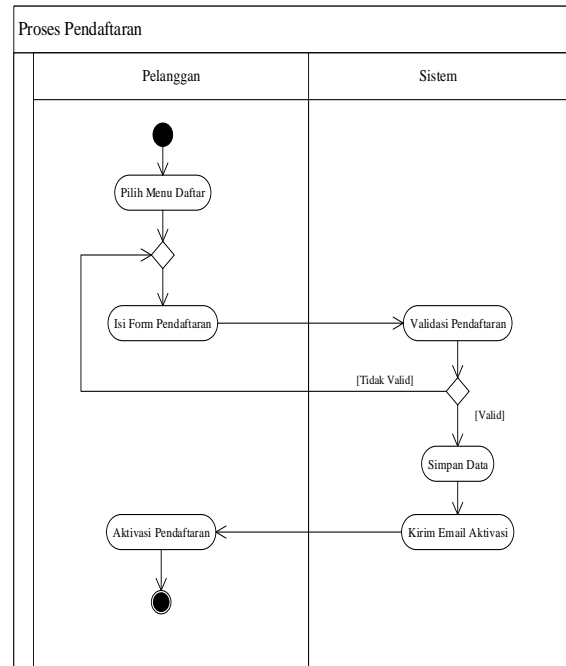 Proses Pendaftaran
Pelanggan
Sistem
Pilih Menu Daftar
Isi Form Pendaftaran
Validasi Pendaftaran
[Tidak Valid]
[Valid]
Simpan Data
Aktivasi Pendaftaran
Kirim Email Aktivasi